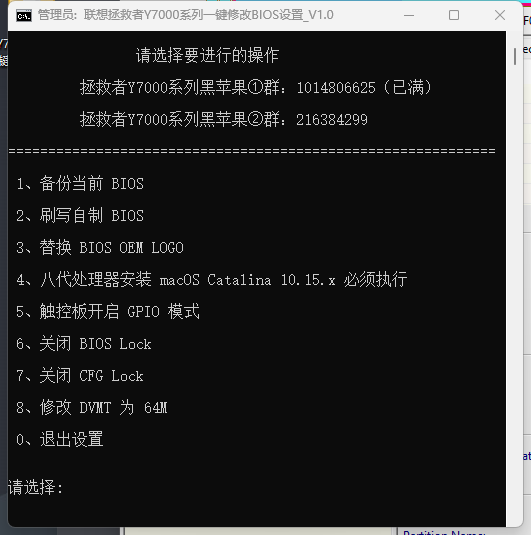 管理员: 联想拯救者Y7000系列一键修改BIOS设置_V1.0
请选择要进行的操作
拯救者Y7000系列黑苹果①群: 1014806625 (已满)
拯救者Y7000系列黑苹果②群: 216384299
=============================================================
1、备份当前 BIOS
2、刷写自制 BIOS
3、替换 BIOS OEM LOGO
4、八代处理器安装 macOS Catalina 10.15.x 必须执行
5、触控板开启 GPIO 模式
6、关闭 BIOS Lock
7、关闭 CFG Lock
8、修改 DVMT 为 64M
0、退出设置
请选择: